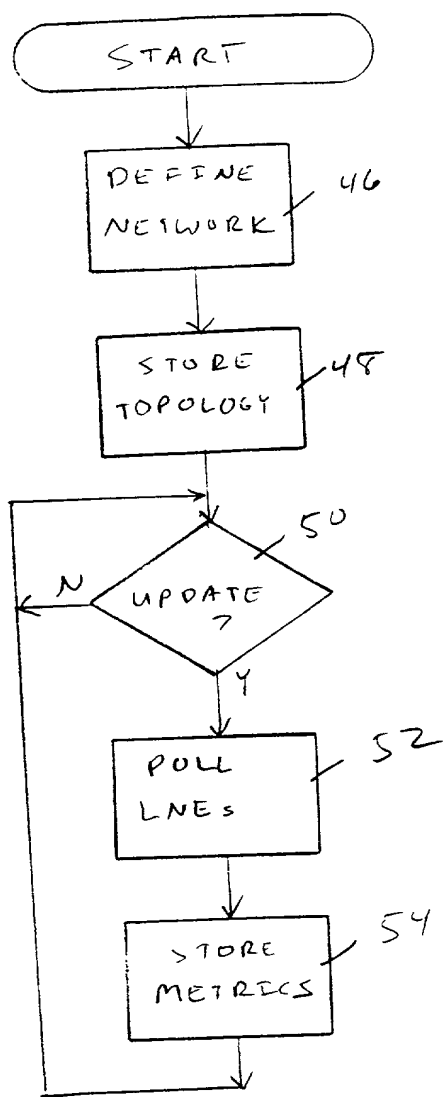 START
DEFINE
NETWORK
46
STORE
TOPOLOGY
48
50
N
UPDATE
?
Y
POLL
LNEs
52
STORE
METRICS
54